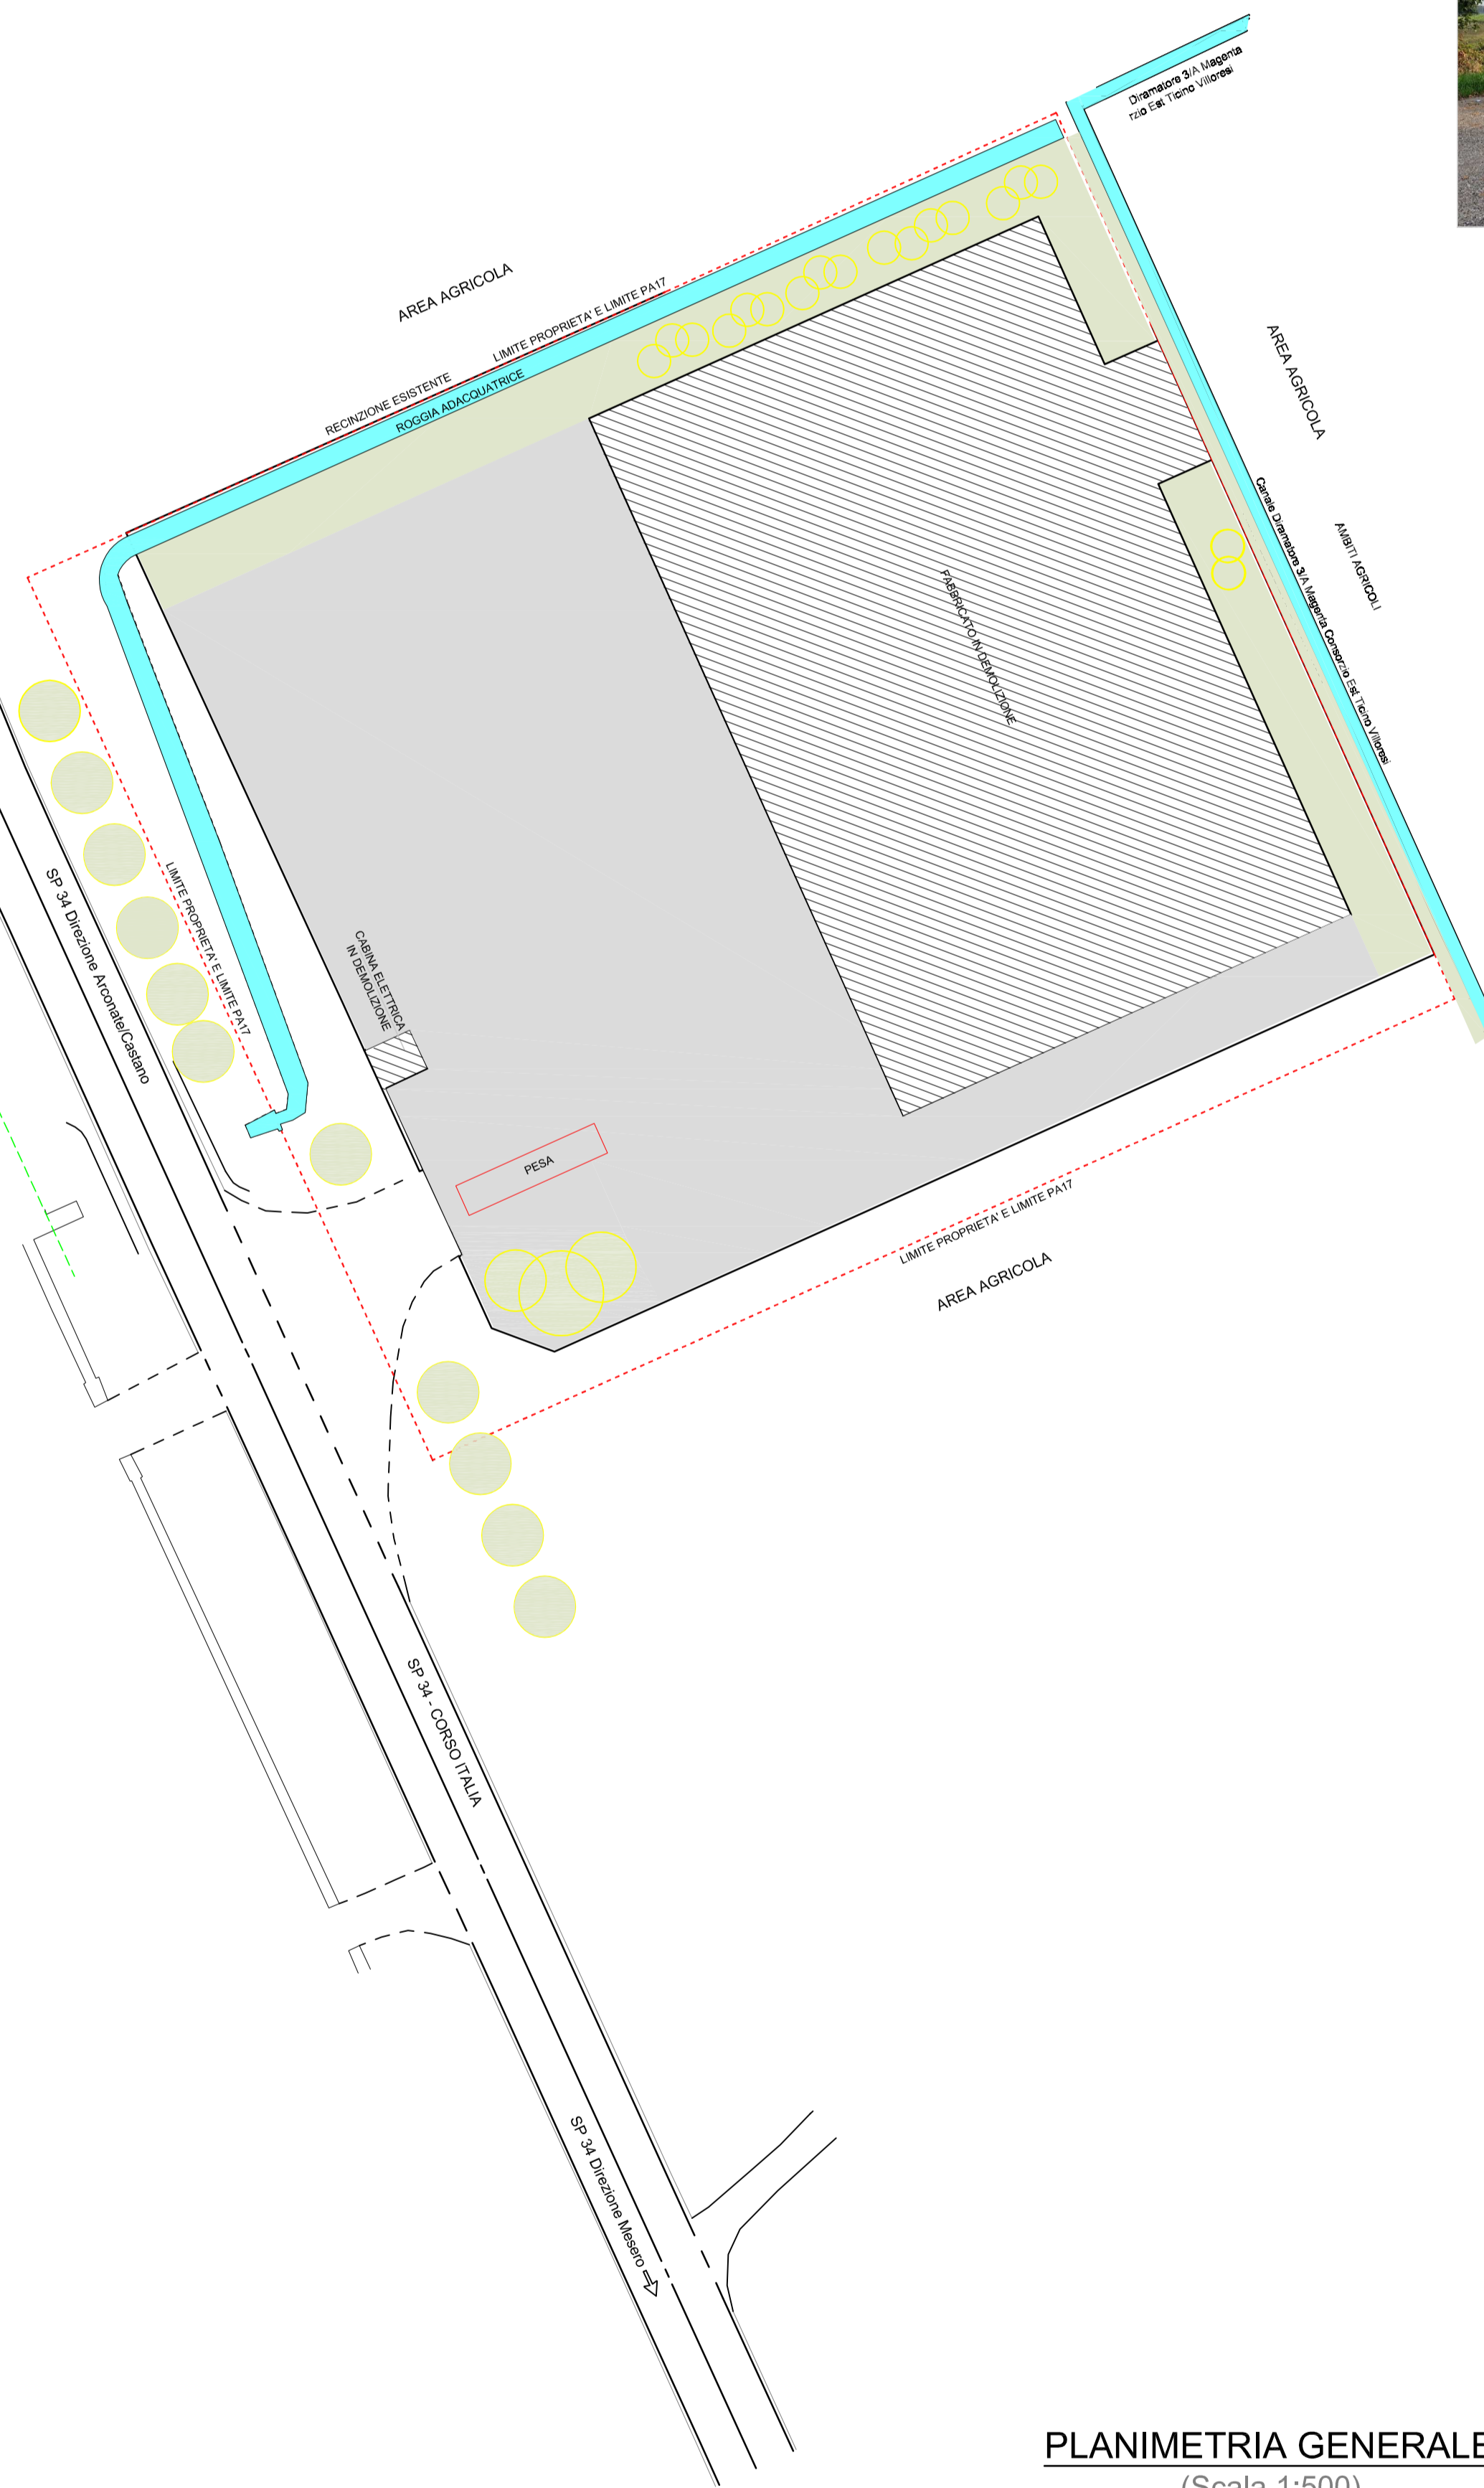 Diramatore 3/A Magenta
rzio Est Ticino Villoresi
AREA AGRICOLA
LIMITE PROPRIETA' E LIMITE PA17
RECINZIONE ESISTENTE
ROGGIA ADACQUATRICE
AREA AGRICOLA
AMBITI AGRICOLI
Canale Diramatore 3/A Magenta Consorzio Est Ticino Villoresi
FABBRICATO IN DEMOLIZIONE
LIMITE PROPRIETA' E LIMITE PA17
SP 34 Direzione Arconate/Castano
CABINA ELETTRICA
IN DEMOLIZIONE
PESA
LIMITE PROPRIETA' E LIMITE PA17
AREA AGRICOLA
SP 34 - CORSO ITALIA
SP 34 Direzione Mesero
PLANIMETRIA GENERALE
(Scala 1:500)